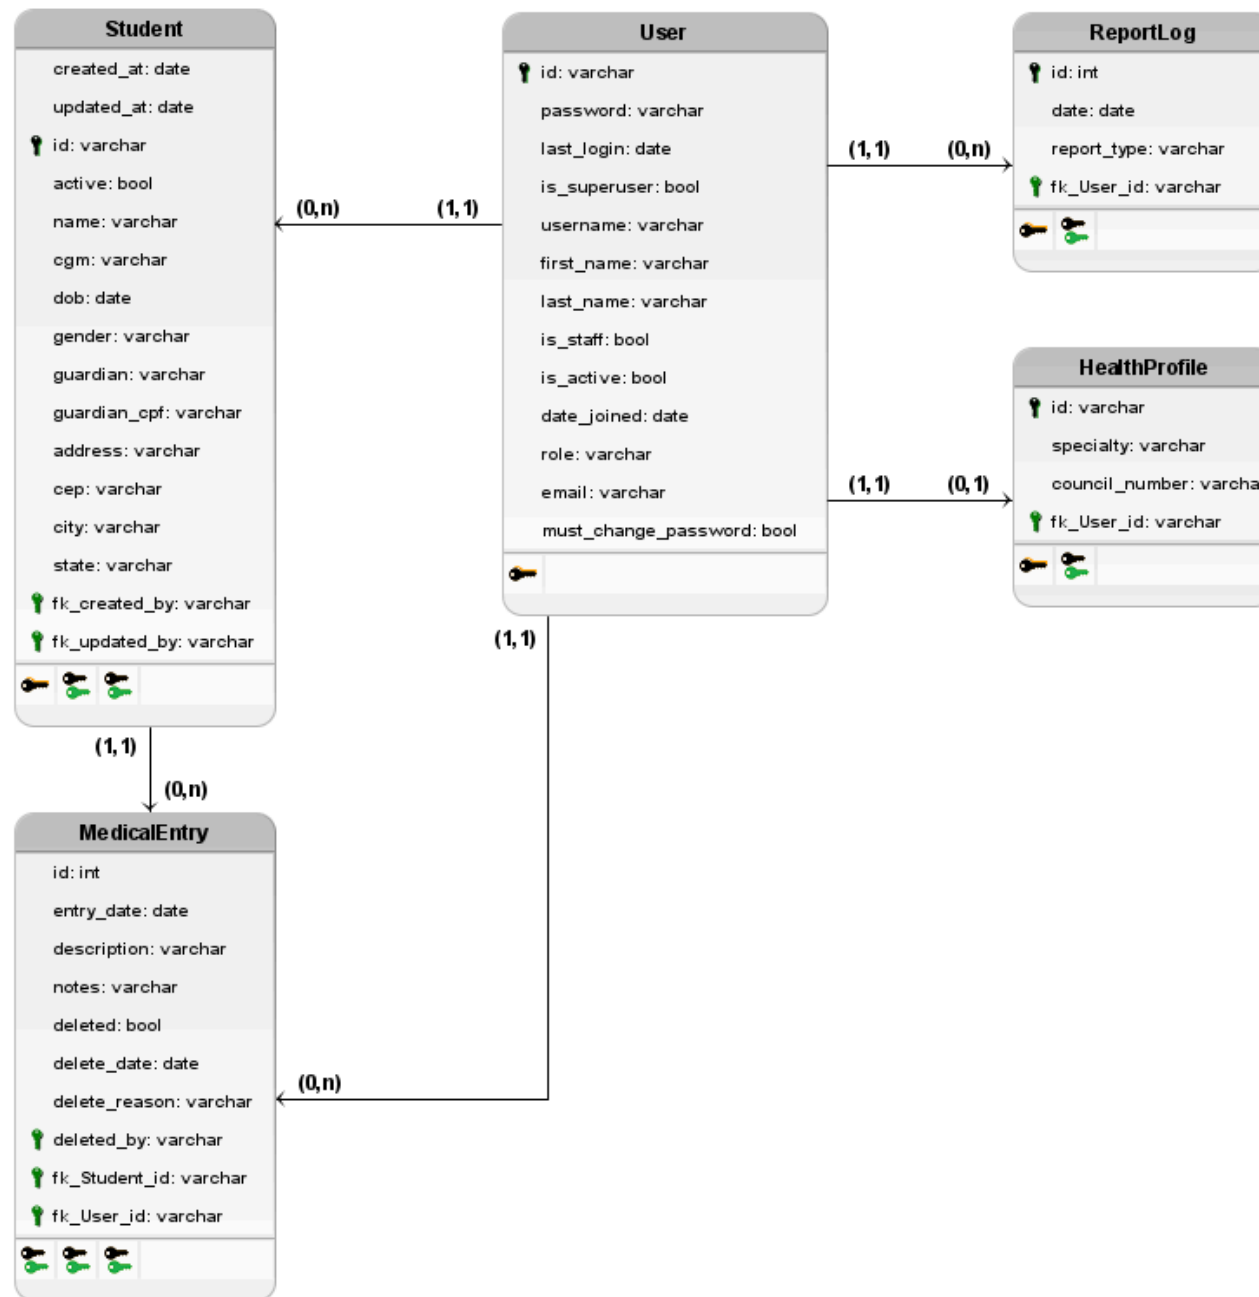 Student
created_at: date
updated_at: date
id: varchar
active: bool
name: varchar
cgm: varchar
dob: date
gender: varchar
guardian: varchar
guardian_cpf: varchar
address: varchar
cep: varchar
city: varchar
state: varchar
fk_created_by: varchar
fk_updated_by: varchar
(0,n)
(1,1)
User
id: varchar
password: varchar
last_login: date
is_superuser: bool
username: varchar
first_name: varchar
last_name: varchar
is_staff: bool
is_active: bool
date_joined: date
role: varchar
email: varchar
must_change_password: bool
(1,1)
(0,n)
ReportLog
id: int
date: date
report_type: varchar
fk_User_id: varchar
(1,1)
(0,1)
HealthProfile
id: varchar
specialty: varchar
council_number: varcha
fk_User_id: varchar
(1,1)
(1,1)
(0,n)
MedicalEntry
id: int
entry_date: date
description: varchar
notes: varchar
deleted: bool
delete_date: date
delete_reason: varchar
deleted_by: varchar
fk_Student_id: varchar
fk_User_id: varchar
(0,n)